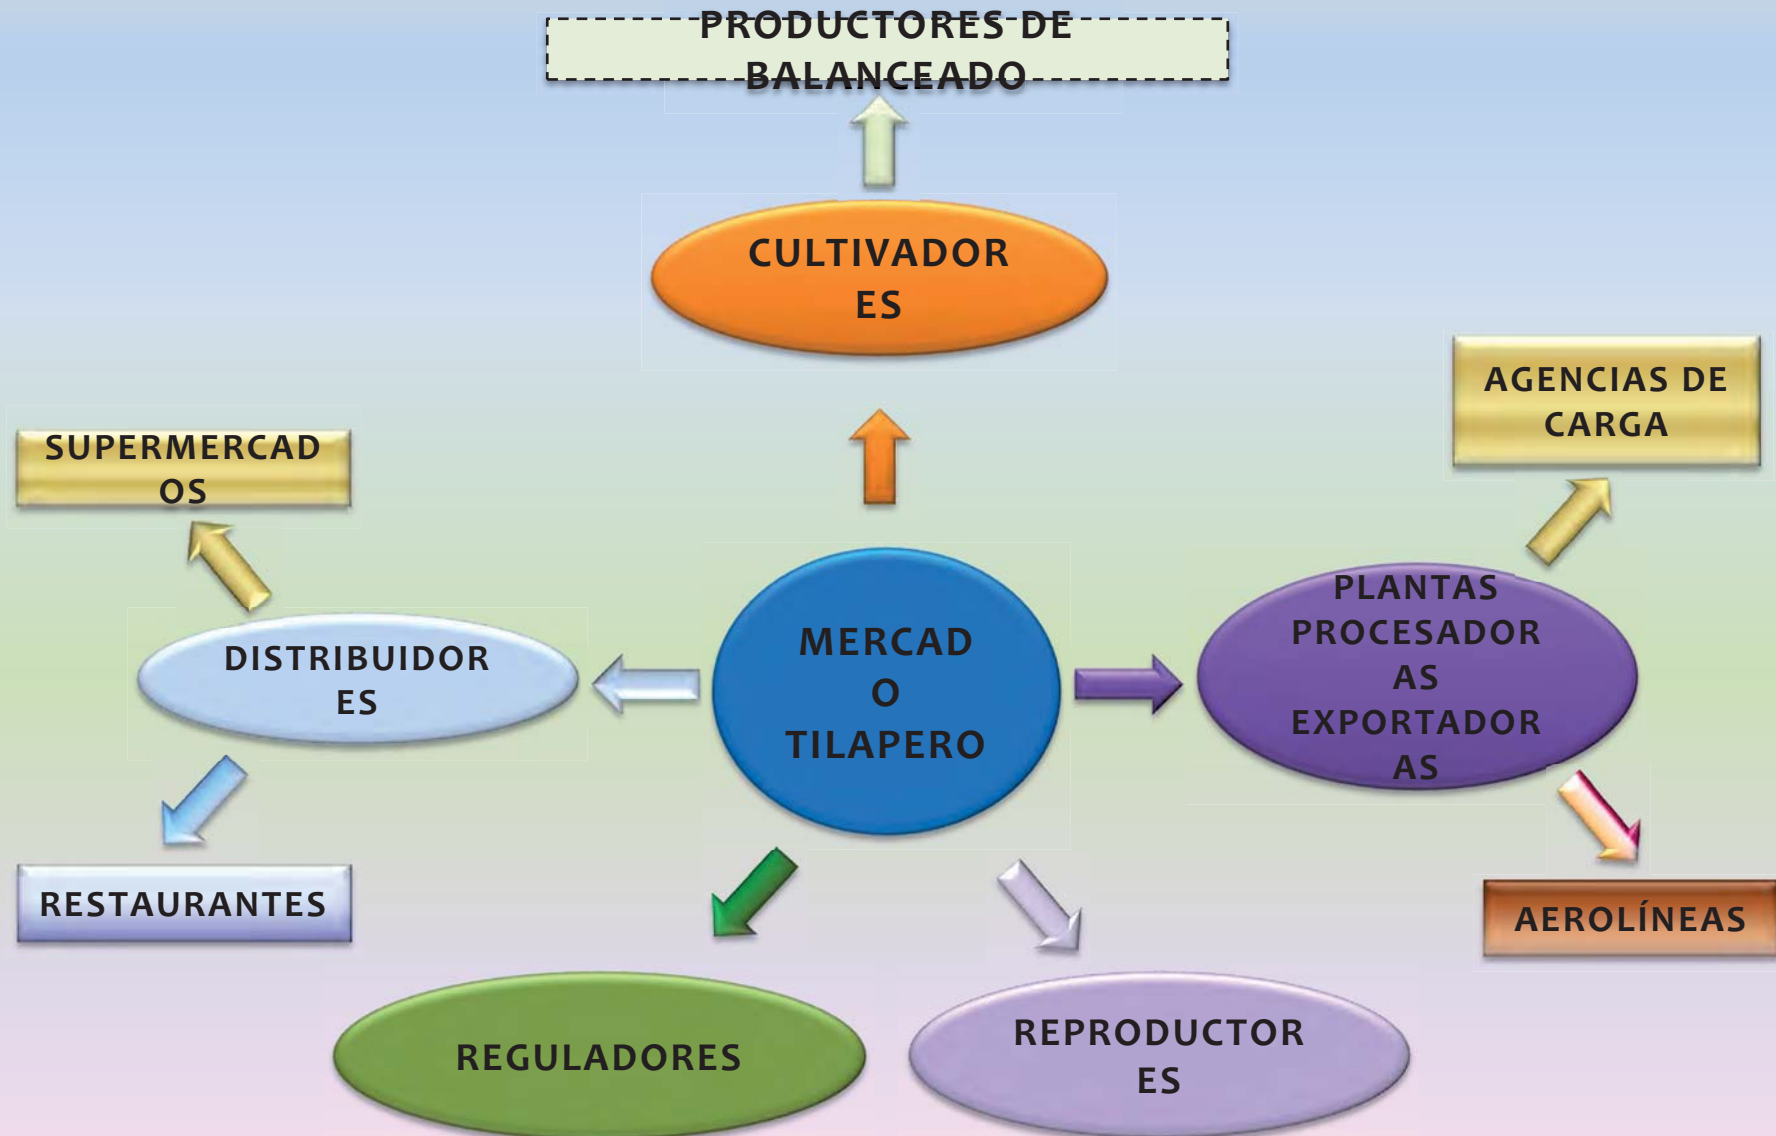 PRODUCTORES DE
BALANCEADO
CULTIVADOR
ES
AGENCIAS DE
CARGA
SUPERMERCAD
OS
PLANTAS
PROCESADOR
AS
EXPORTADOR
AS
MERCAD
O
TILAPERO
DISTRIBUIDOR
ES
RESTAURANTES
AEROLÍNEAS
REGULADORES
REPRODUCTOR
ES